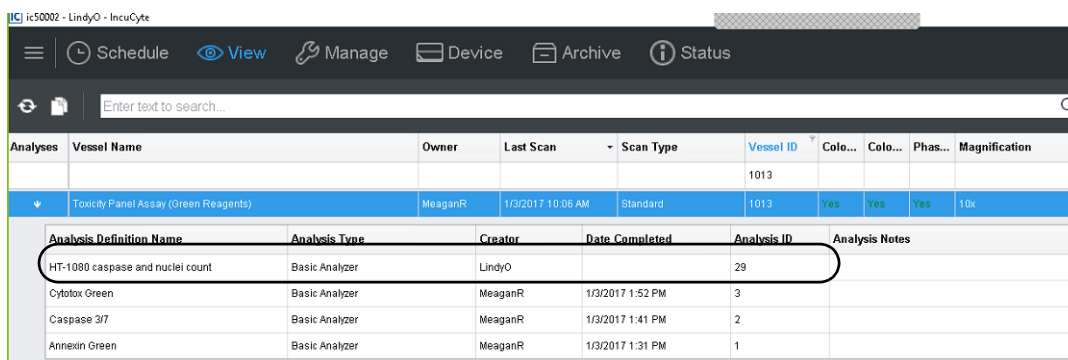 IC ic50002 - LindyO - IncuCyte
Schedule View Manage Device Archive Status
Enter text to search...
Analyses Vessel Name Owner Last Scan Scan Type Vessel ID Colo... Colo... Phas... Magnification
1013
Toxicity Panel Assay (Green Reagents) MeaganR 1/3/2017 10:06 AM Standard 1013 Yes Yes Yes 10x
Analysis Definition Name Analysis Type Creator Date Completed Analysis ID Analysis Notes
HT-1080 caspase and nuclei count Basic Analyzer LindyO 29
Cytotox Green Basic Analyzer MeaganR 1/3/2017 1:52 PM 3
Caspase 3/7 Basic Analyzer MeaganR 1/3/2017 1:41 PM 2
Annexin Green Basic Analyzer MeaganR 1/3/2017 1:31 PM 1